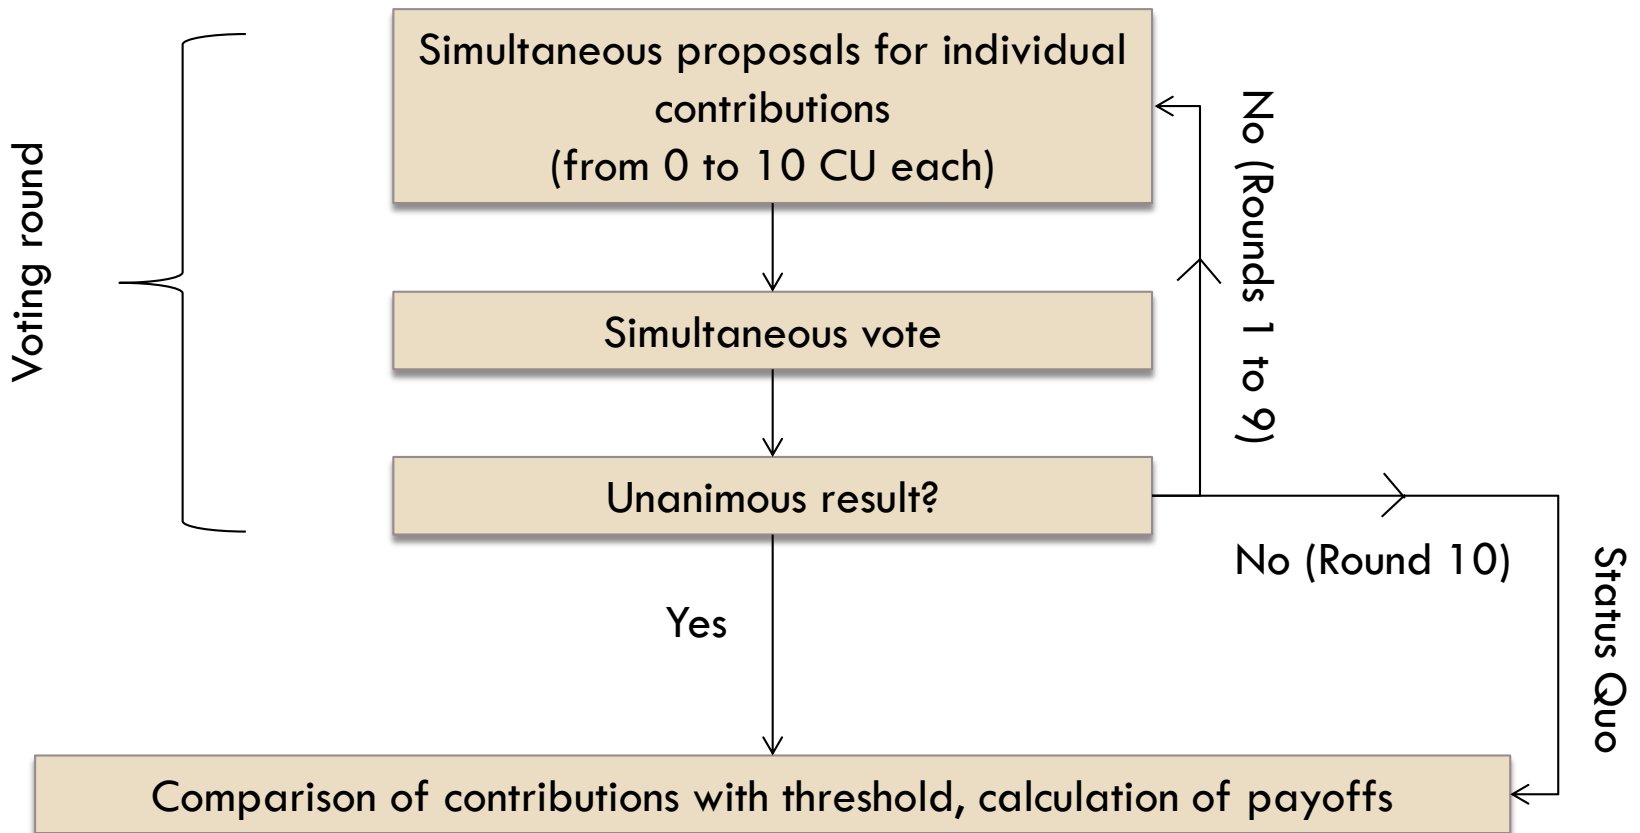 Voting round
Simultaneous proposals for individual
contributions
(from 0 to 10 CU each)
No (Rounds 1 to 9)
Simultaneous vote
Unanimous result?
No (Round 10)
Status Quo
Yes
Comparison of contributions with threshold, calculation of payoffs